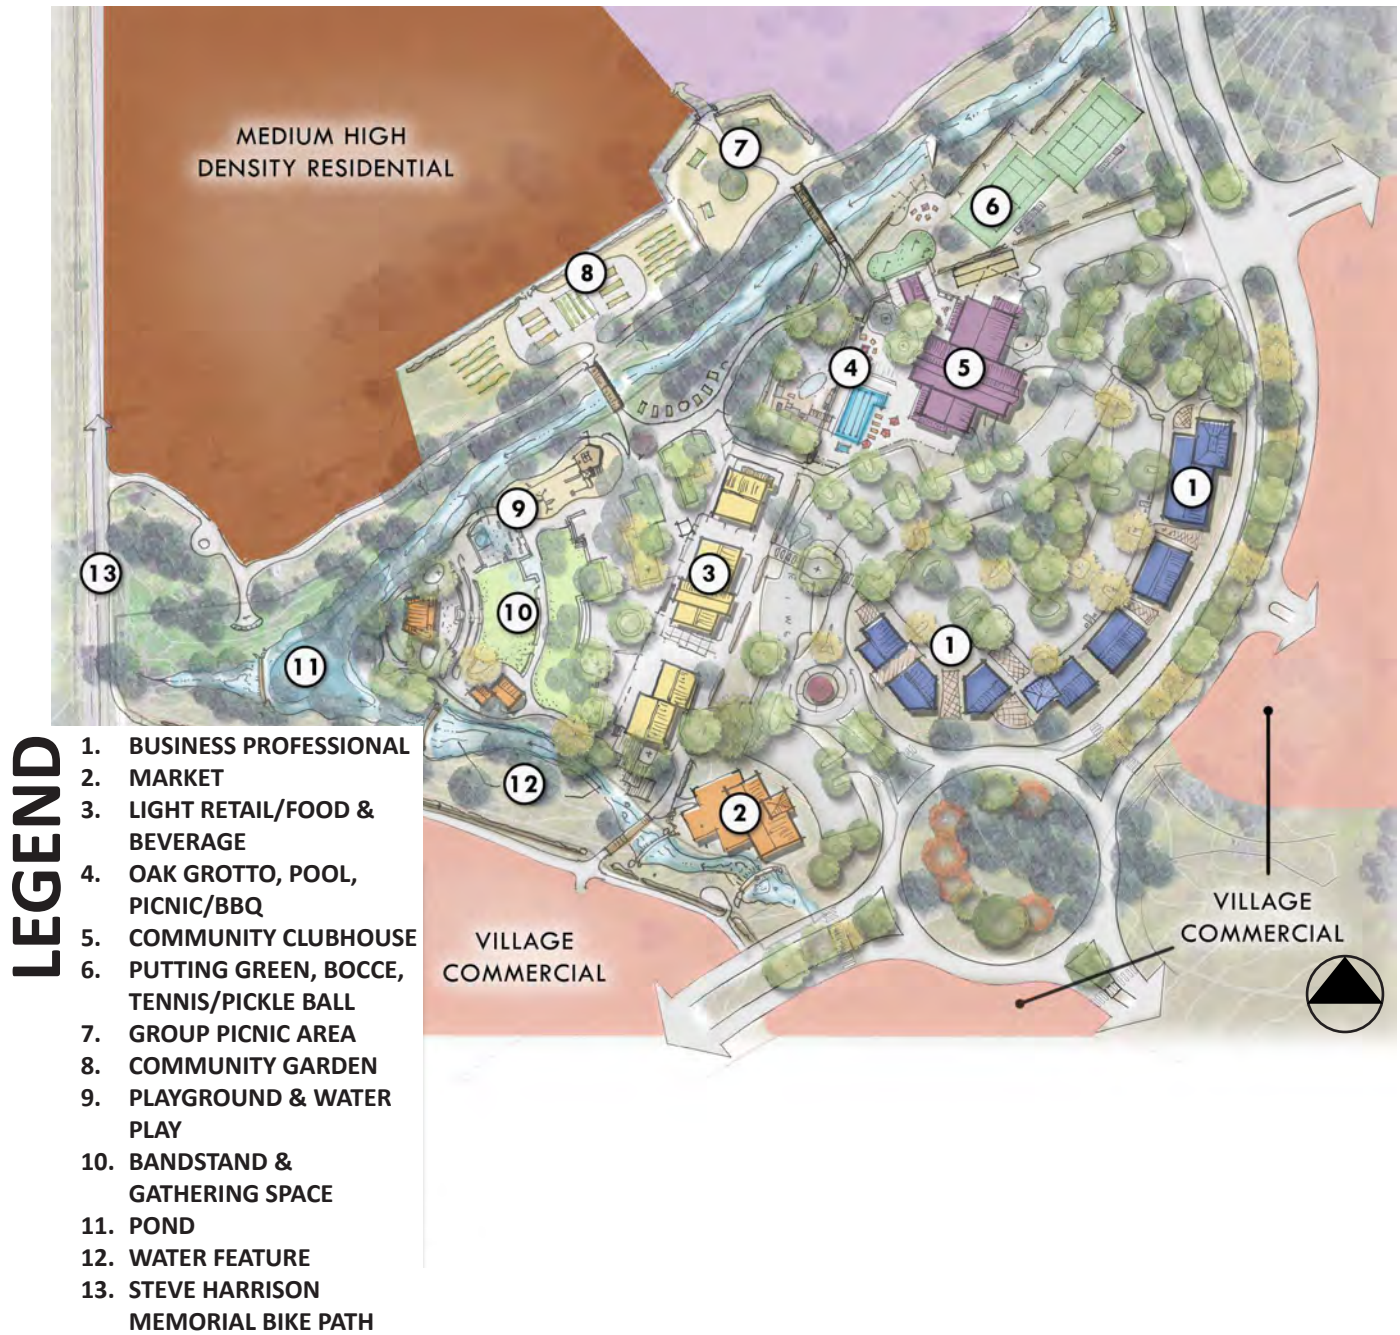 MEDIUM HIGH
DENSITY RESIDENTIAL
7
6
8
4
5
1
9
3
13
10
1
11
12
2
VILLAGE
COMMERCIAL
VILLAGE
COMMERCIAL
LEGEND
1. BUSINESS PROFESSIONAL
2. MARKET
3. LIGHT RETAIL/FOOD &
BEVERAGE
4. OAK GROTTO, POOL,
PICNIC/BBQ
5. COMMUNITY CLUBHOUSE
6. PUTTING GREEN, BOCCE,
TENNIS/PICKLE BALL
7. GROUP PICNIC AREA
8. COMMUNITY GARDEN
9. PLAYGROUND & WATER
PLAY
10. BANDSTAND &
GATHERING SPACE
11. POND
12. WATER FEATURE
13. STEVE HARRISON
MEMORIAL BIKE PATH